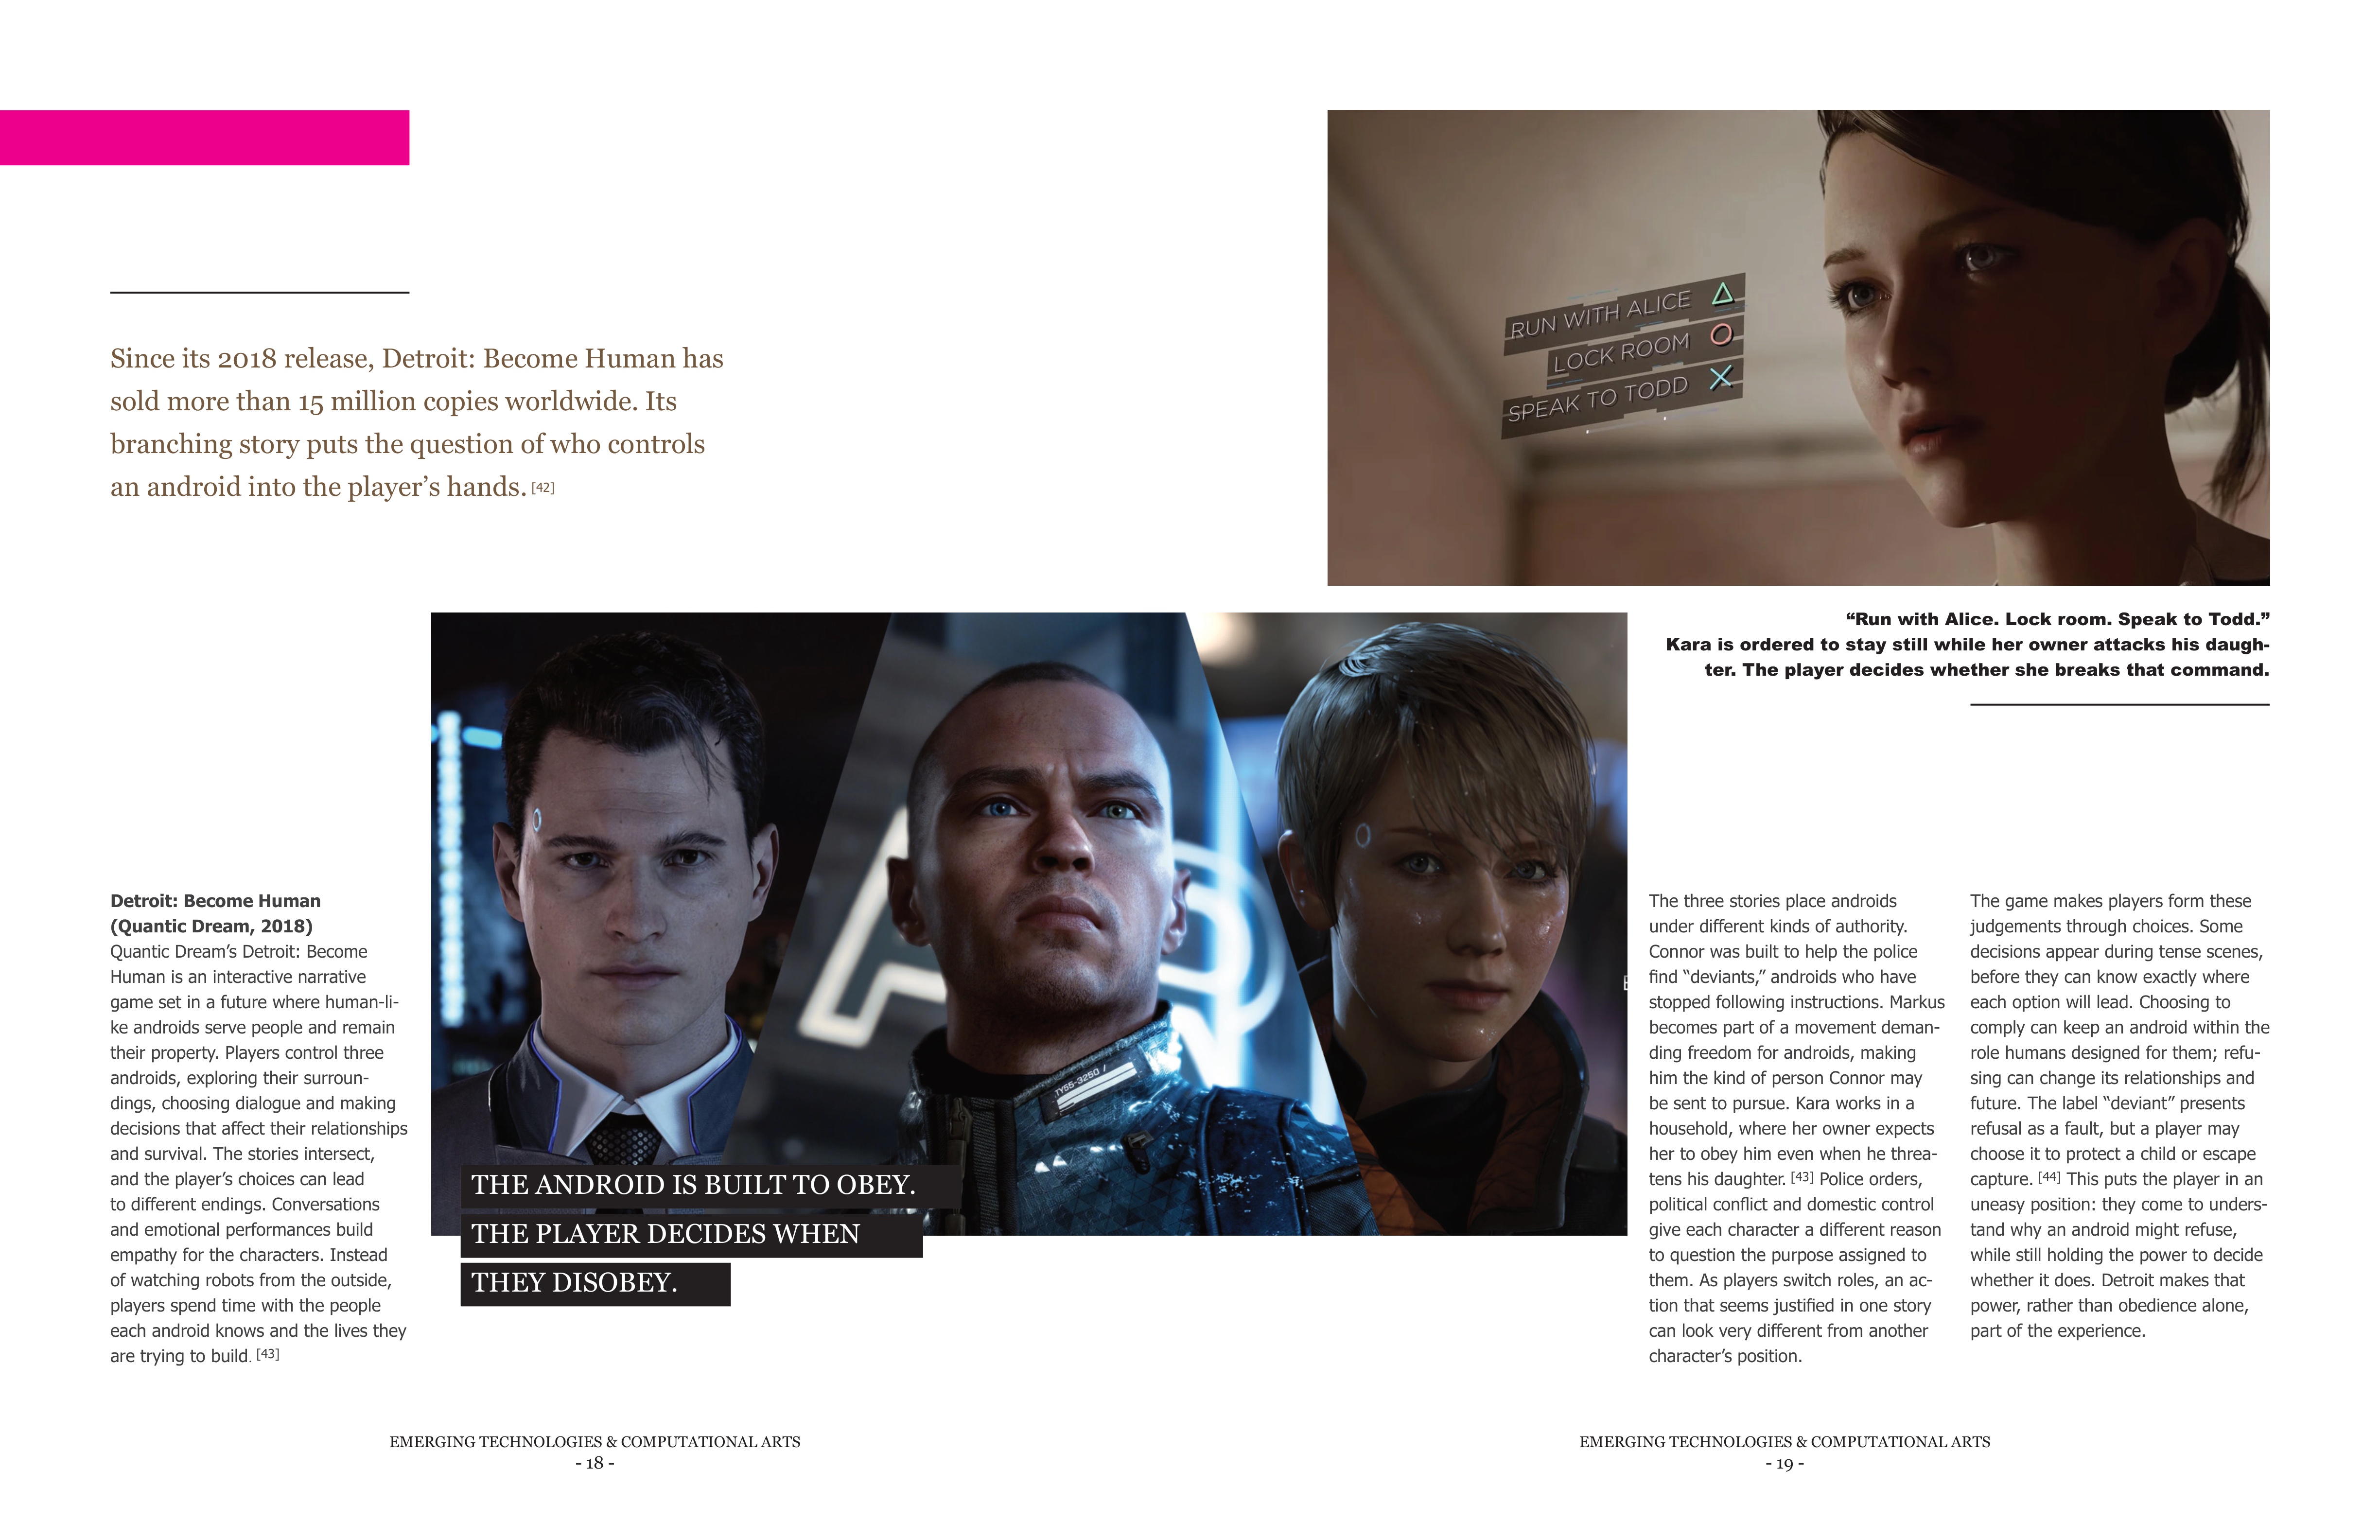 Since its 2018 release, Detroit: Become Human has
sold more than 15 million copies worldwide. Its
branching story puts the question of who controls
an android into the player’s hands. [42]
RUN WITH ALICE
LOCK ROOM
SPEAK TO TODD
“Run with Alice. Lock room. Speak to Todd.”
Kara is ordered to stay still while her owner attacks his daugh-
ter. The player decides whether she breaks that command.
Detroit: Become Human
(Quantic Dream, 2018)
Quantic Dream’s Detroit: Become
Human is an interactive narrative
game set in a future where human-li-
ke androids serve people and remain
their property. Players control three
androids, exploring their surroun-
dings, choosing dialogue and making
decisions that affect their relationships
and survival. The stories intersect,
and the player’s choices can lead
to different endings. Conversations
and emotional performances build
empathy for the characters. Instead
of watching robots from the outside,
players spend time with the people
each android knows and the lives they
are trying to build. [43]
TY55-3250 /
THE ANDROID IS BUILT TO OBEY.
THE PLAYER DECIDES WHEN
THEY DISOBEY.
The three stories place androids
under different kinds of authority.
Connor was built to help the police
find “deviants,” androids who have
stopped following instructions. Markus
becomes part of a movement deman-
ding freedom for androids, making
him the kind of person Connor may
be sent to pursue. Kara works in a
household, where her owner expects
her to obey him even when he threa-
tens his daughter. [43] Police orders,
political conflict and domestic control
give each character a different reason
to question the purpose assigned to
them. As players switch roles, an ac-
tion that seems justified in one story
can look very different from another
character’s position.
The game makes players form these
judgements through choices. Some
decisions appear during tense scenes,
before they can know exactly where
each option will lead. Choosing to
comply can keep an android within the
role humans designed for them; refu-
sing can change its relationships and
future. The label “deviant” presents
refusal as a fault, but a player may
choose it to protect a child or escape
capture. [44] This puts the player in an
uneasy position: they come to unders-
tand why an android might refuse,
while still holding the power to decide
whether it does. Detroit makes that
power, rather than obedience alone,
part of the experience.
EMERGING TECHNOLOGIES & COMPUTATIONAL ARTS
- 18 -
EMERGING TECHNOLOGIES & COMPUTATIONAL ARTS
- 19 -